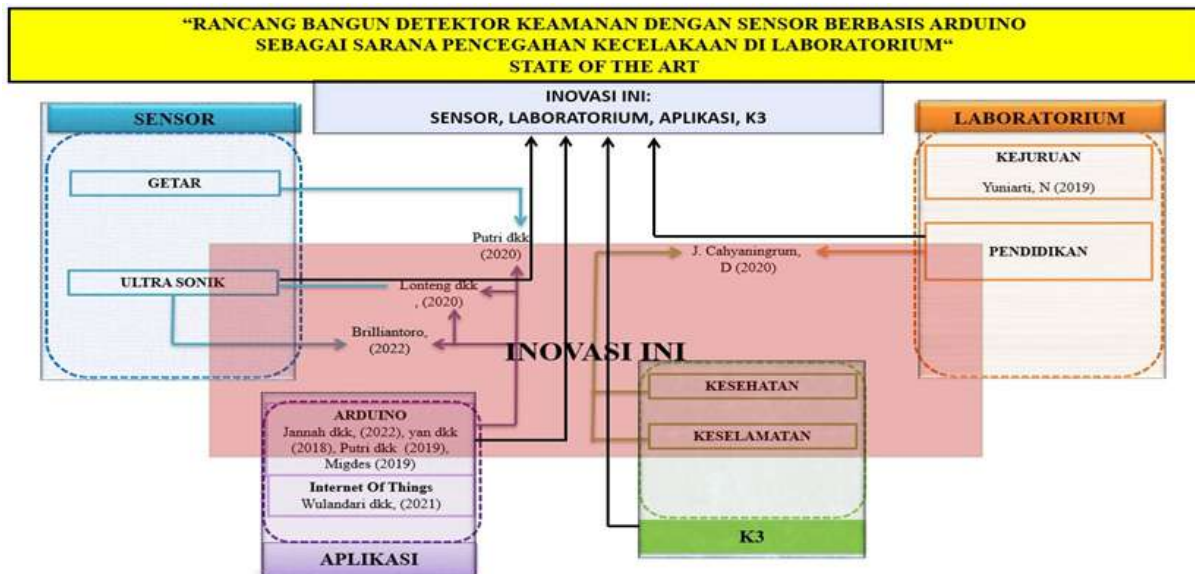 “RANCANG BANGUN DETEKTOR KEAMANAN DENGAN SENSOR BERBASIS ARDUINO
SEBAGAI SARANA PENCEGAHAN KECELAKAAN DI LABORATORIUM“
STATE OF THE ART
INOVASI INI:
SENSOR, LABORATORIUM, APLIKASI, K3
SENSOR
GETAR
ULTRA SONIK
LABORATORIUM
KEJURUAN
Yuniarti, N (2019)
PENDIDIKAN
Putri dkk
(2020)
Lonteng dkk
, (2020)
Brilliantoro,
(2022)
J. Cahyaningrum,
D (2020)
INOVASI INI
ARDUINO
Jannah dkk, (2022), yan dkk
(2018), Putri dkk (2019),
Migdes (2019)
Internet Of Things
Wulandari dkk, (2021)
APLIKASI
KESEHATAN
KESELAMATAN
K3